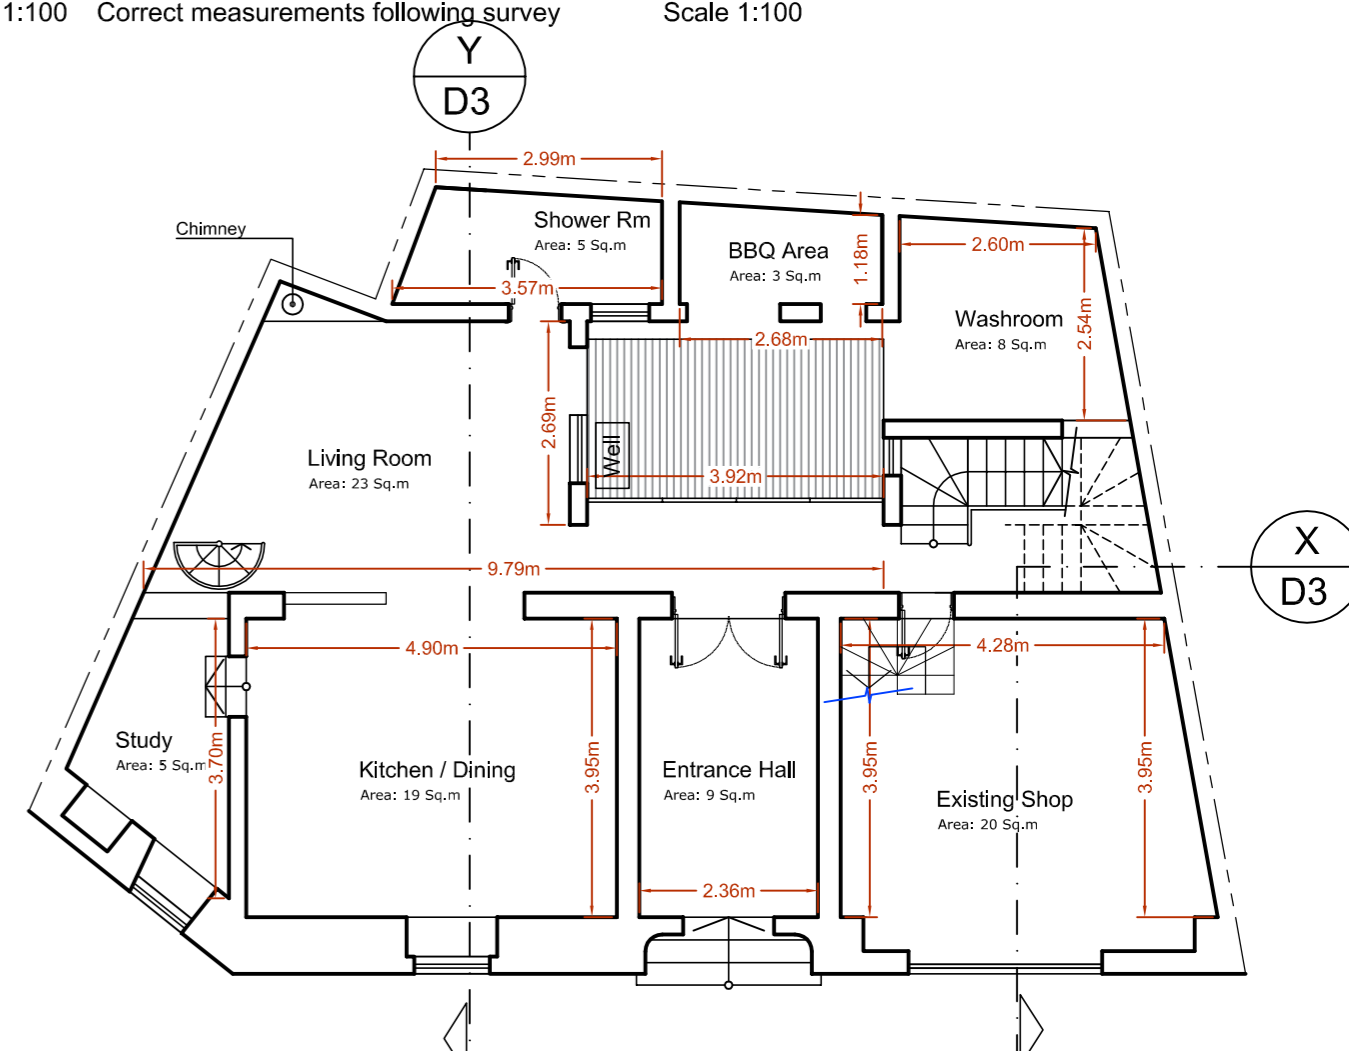 1:100 Correct measurements following survey Scale 1:100
Y
D3
2.99m
Chimney
Shower Rm
Area: 5 Sq.m
3.57m
BBQ Area
Area: 3 Sq.m
1.18m
2.60m
Washroom
Area: 8 Sq.m
2.54m
2.68m
2.69m
Well
3.92m
Living Room
Area: 23 Sq.m
9.79m
X
D3
4.90m
4.28m
Study
Area: 5 Sq.m
3.70m
Kitchen / Dining
Area: 19 Sq.m
3.95m
Entrance Hall
Area: 9 Sq.m
3.95m
Existing Shop
Area: 20 Sq.m
3.95m
2.36m